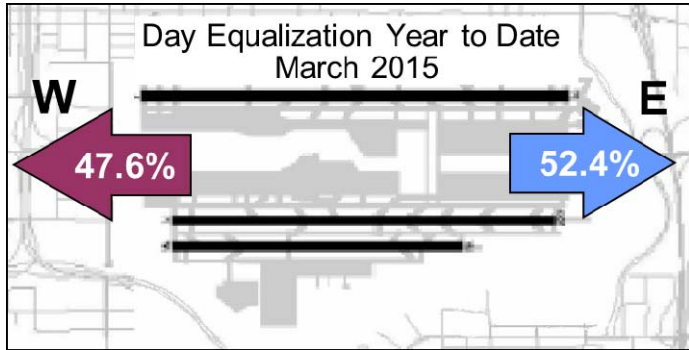 Day Equalization Year to Date
March 2015
W
E
47.6%
52.4%